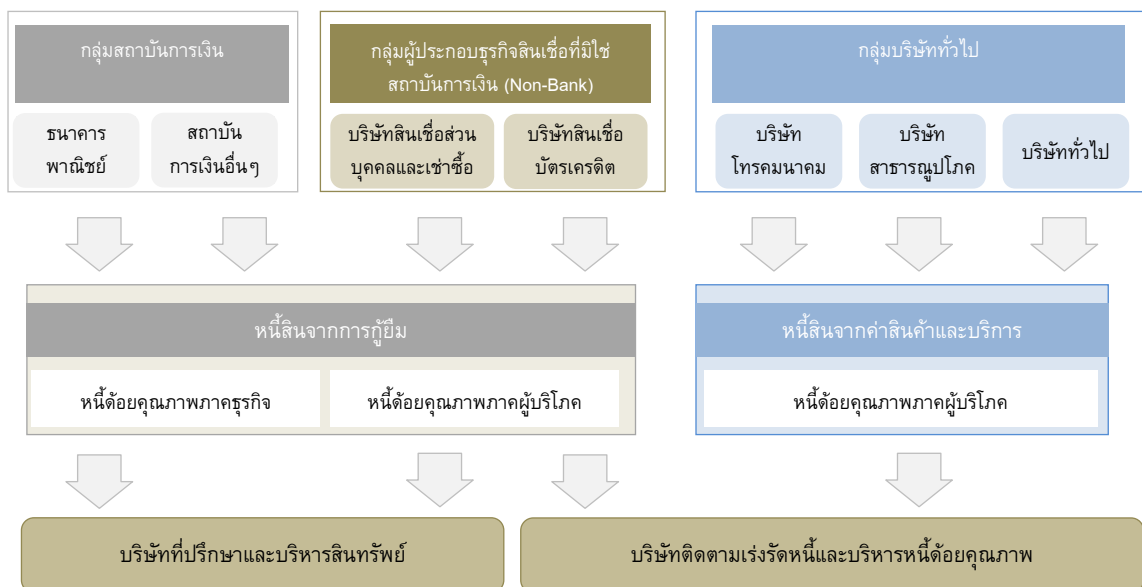 กลุ่มสถาบันการเงิน
ธนาคาร
พาณิชย์
สถาบัน
การเงินอื่นๆ
กลุ่มผู้ประกอบธุรกิจสินเชื่อที่มิใช่
สถาบันการเงิน (Non-Bank)
บริษัทสินเชื่อส่วน
บุคคลและเช่าซื้อ
บริษัทสินเชื่อ
บัตรเครดิต
กลุ่มบริษัททั่วไป
บริษัท
โทรคมนาคม
บริษัท
สาธารณูปโภค
บริษัททั่วไป
หนี้สินจากการกู้ยืม
หนี้ด้อยคุณภาพภาคธุรกิจ
หนี้ด้อยคุณภาพภาคผู้บริโภค
หนี้สินจากค่าสินค้าและบริการ
หนี้ด้อยคุณภาพภาคผู้บริโภค
บริษัทที่ปรึกษาและบริหารสินทรัพย์
บริษัทติดตามเร่งรัดหนี้และบริหารหนี้ด้อยคุณภาพ